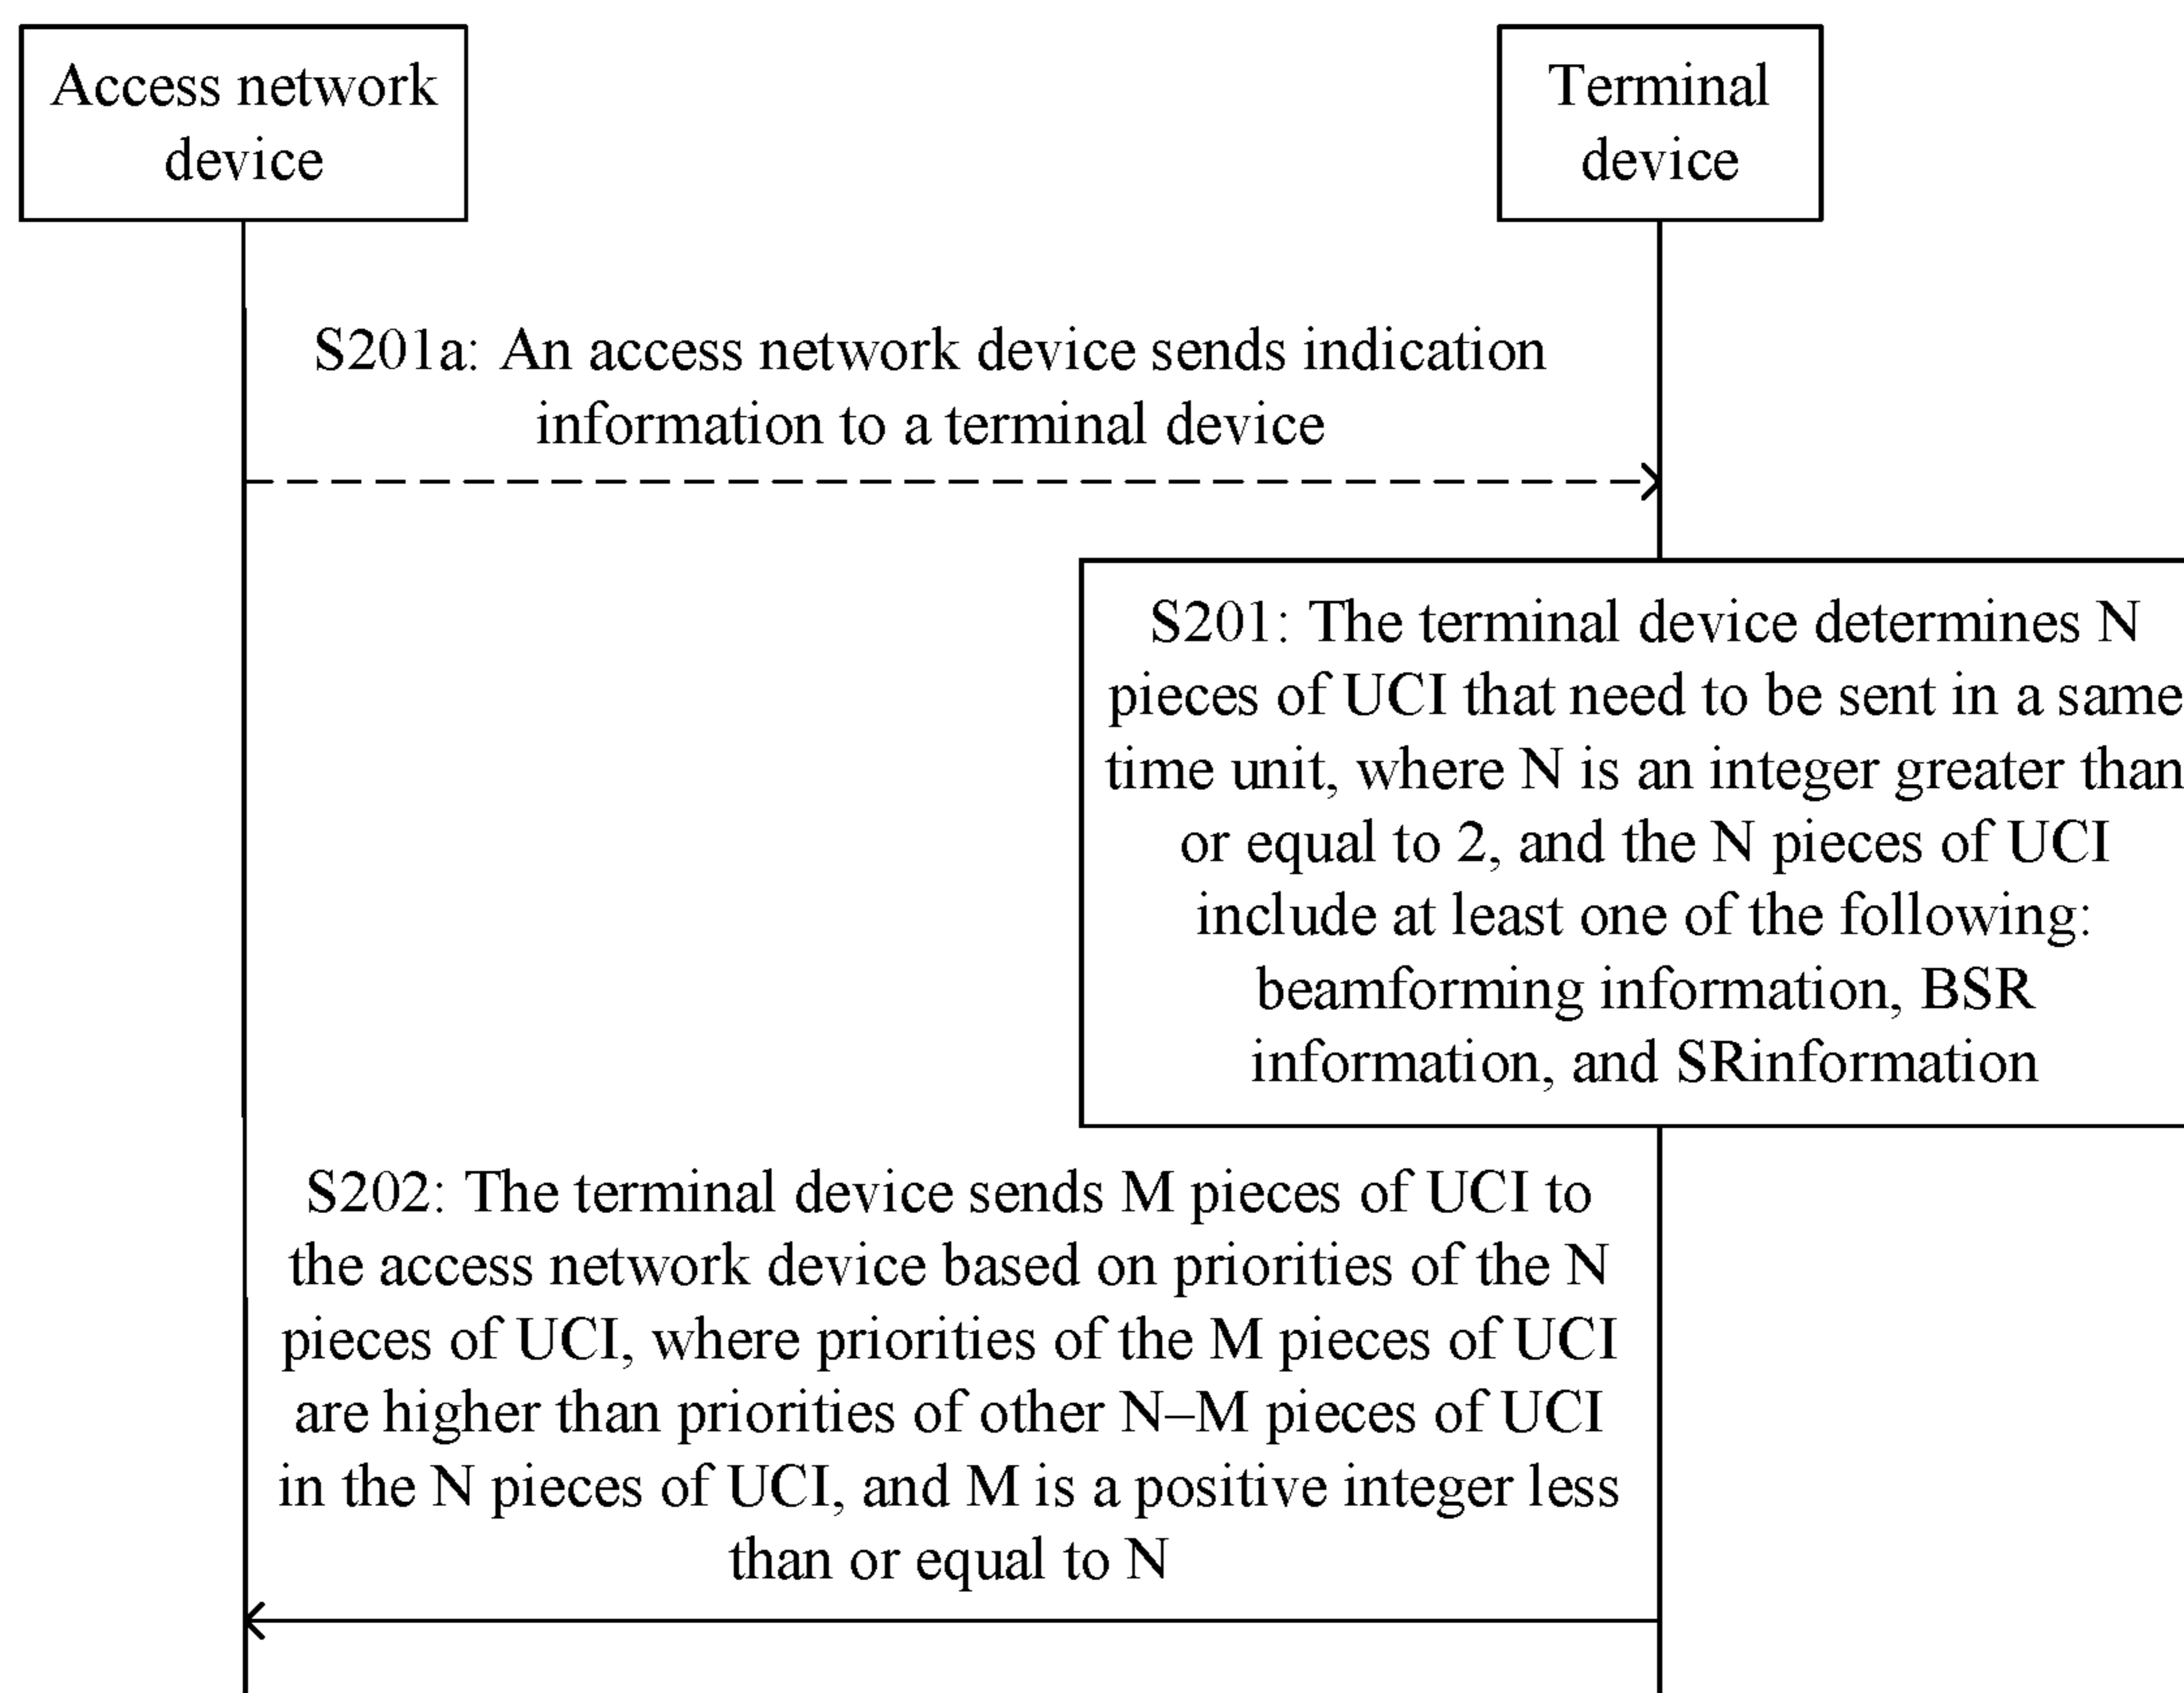 Access network
device
Terminal
device
S201a: An access network device sends indication
information to a terminal device
S201: The terminal device determines N
pieces of UCI that need to be sent in a same
time unit, where N is an integer greater than
or equal to 2, and the N pieces of UCI
include at least one of the following:
beamforming information, BSR
information, and SRinformation
S202: The terminal device sends M pieces of UCI to
the access network device based on priorities of the N
pieces of UCI, where priorities of the M pieces of UCI
are higher than priorities of other N–M pieces of UCI
in the N pieces of UCI, and M is a positive integer less
than or equal to N